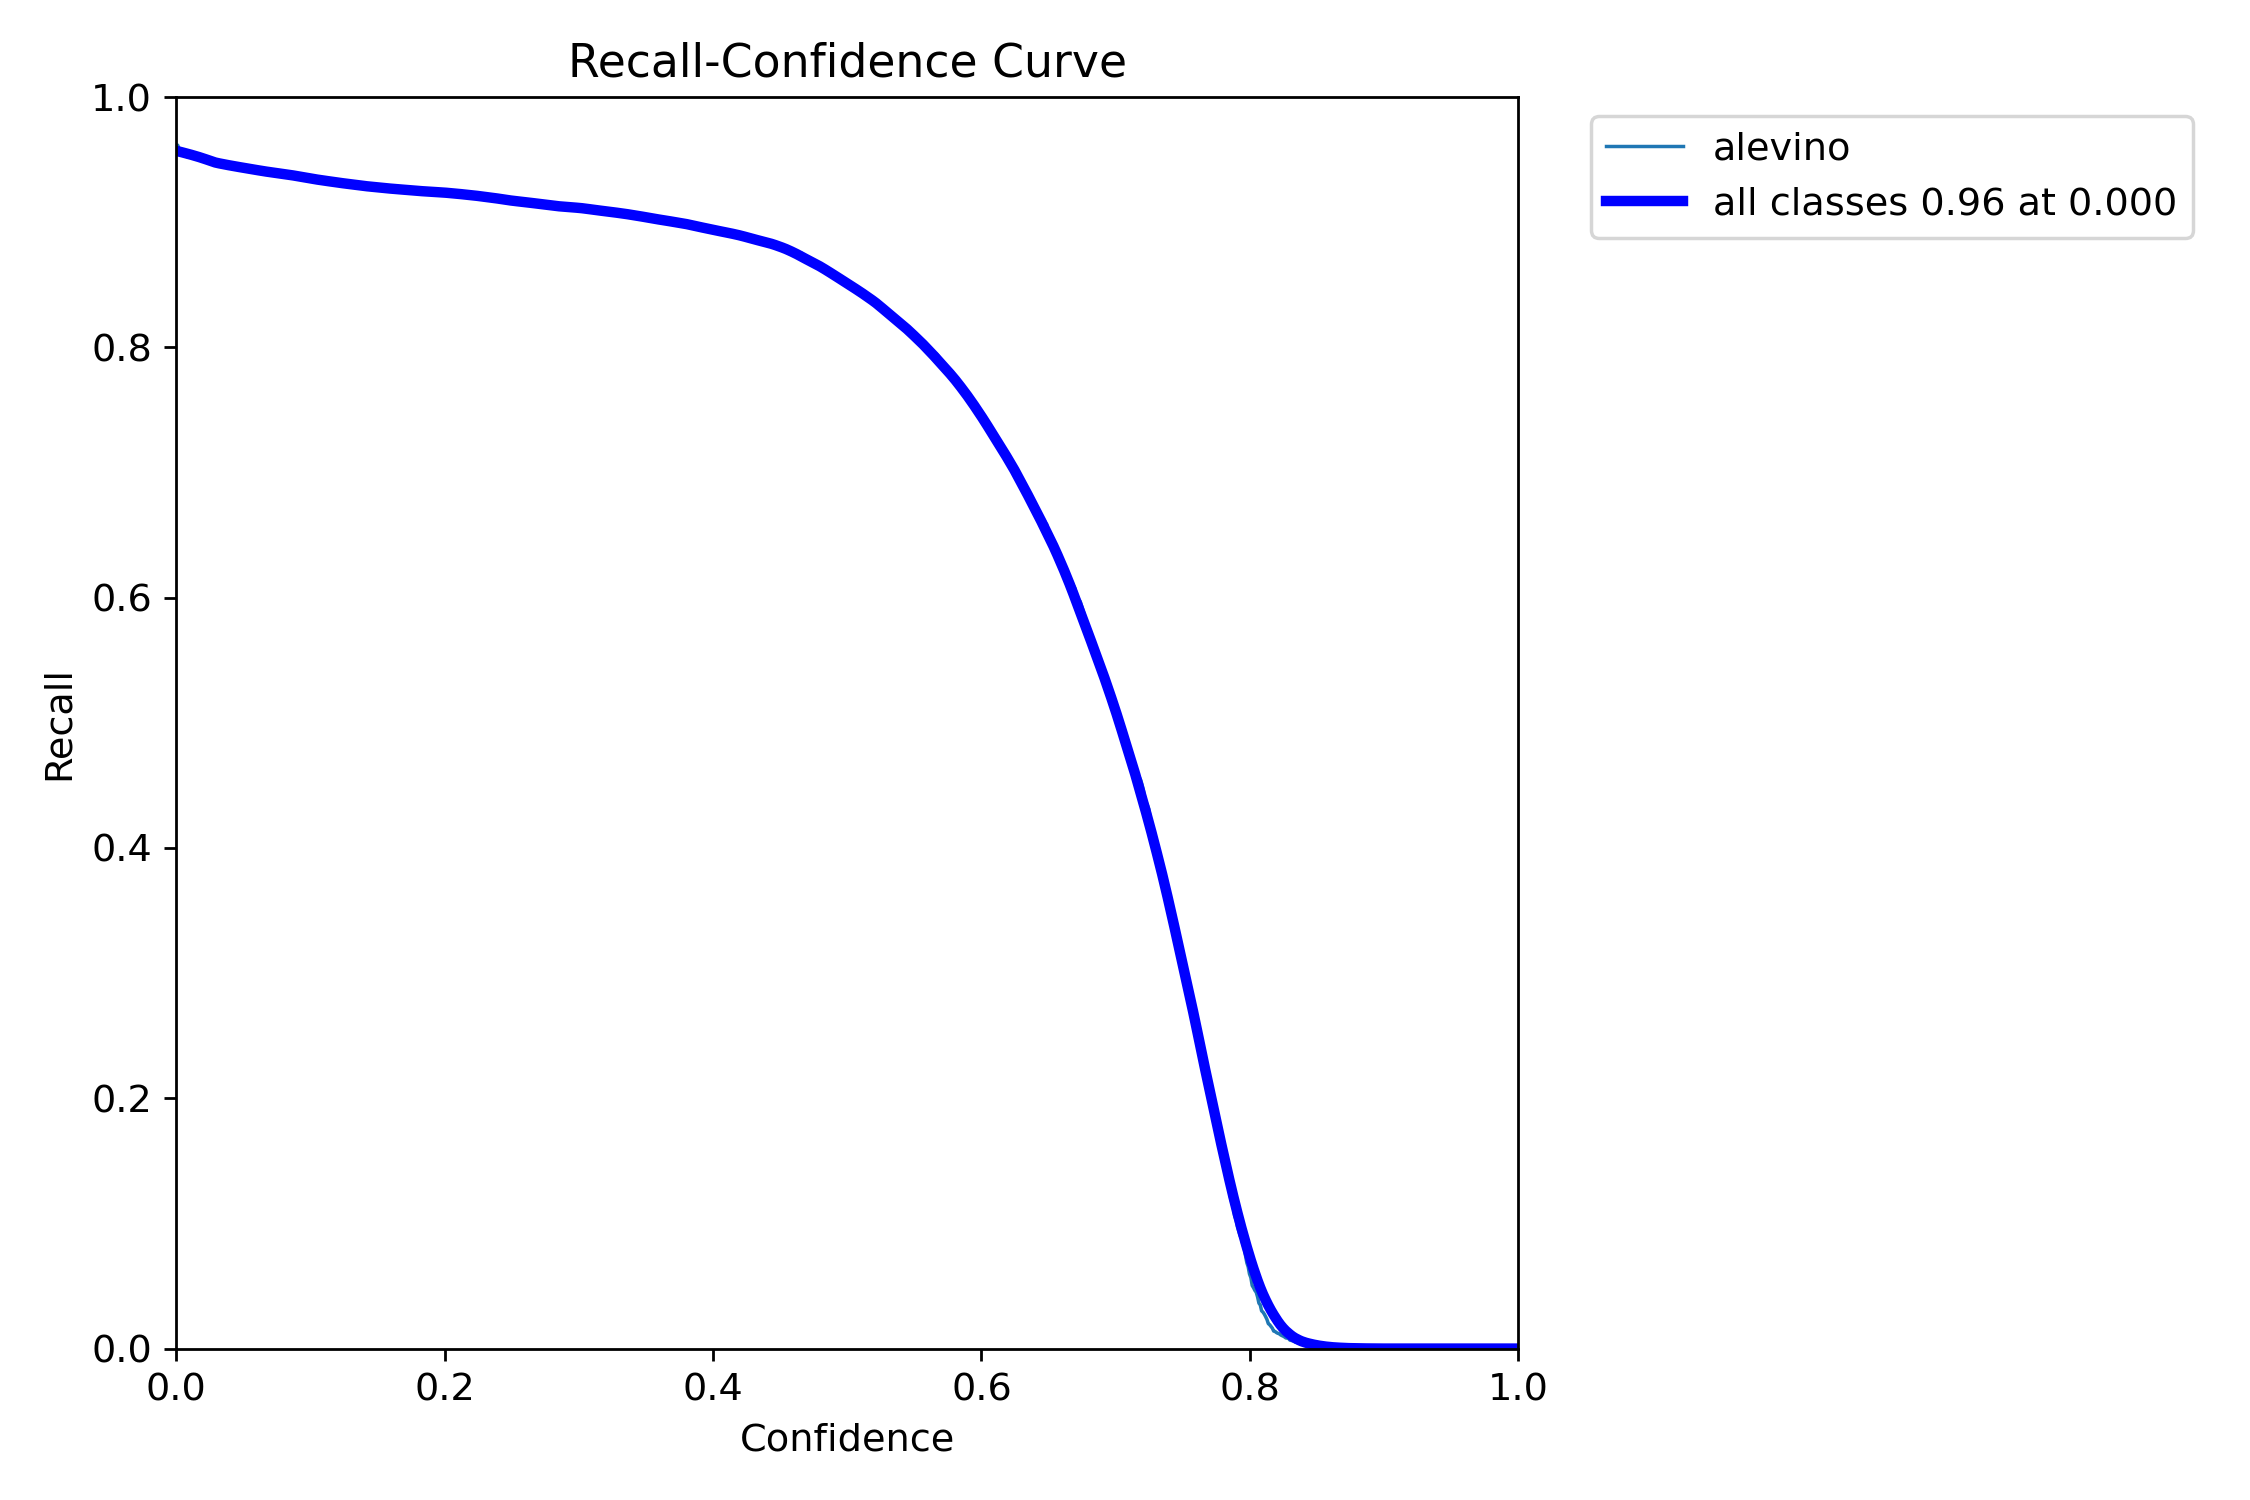 Recall-Confidence Curve
alevino
all classes 0.96 at 0.000
1.0
0.8
0.6
0.4
0.2
0.0
Recall
0.0 0.2 0.4 0.6 0.8 1.0
Confidence